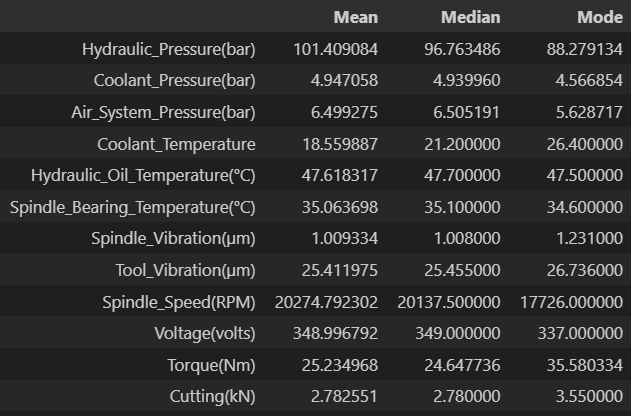 Mean Median Mode
Hydraulic_Pressure(bar) 101.409084 96.763486 88.279134
Coolant_Pressure(bar) 4.947058 4.939960 4.566854
Air_System_Pressure(bar) 6.499275 6.505191 5.628717
Coolant_Temperature 18.559887 21.200000 26.400000
Hydraulic_Oil_Temperature(°C) 47.618317 47.700000 47.500000
Spindle_Bearing_Temperature(°C) 35.063698 35.100000 34.600000
Spindle_Vibration(µm) 1.009334 1.008000 1.231000
Tool_Vibration(µm) 25.411975 25.455000 26.736000
Spindle_Speed(RPM) 20274.792302 20137.500000 17726.000000
Voltage(volts) 348.996792 349.000000 337.000000
Torque(Nm) 25.234968 24.647736 35.580334
Cutting(kN) 2.782551 2.780000 3.550000